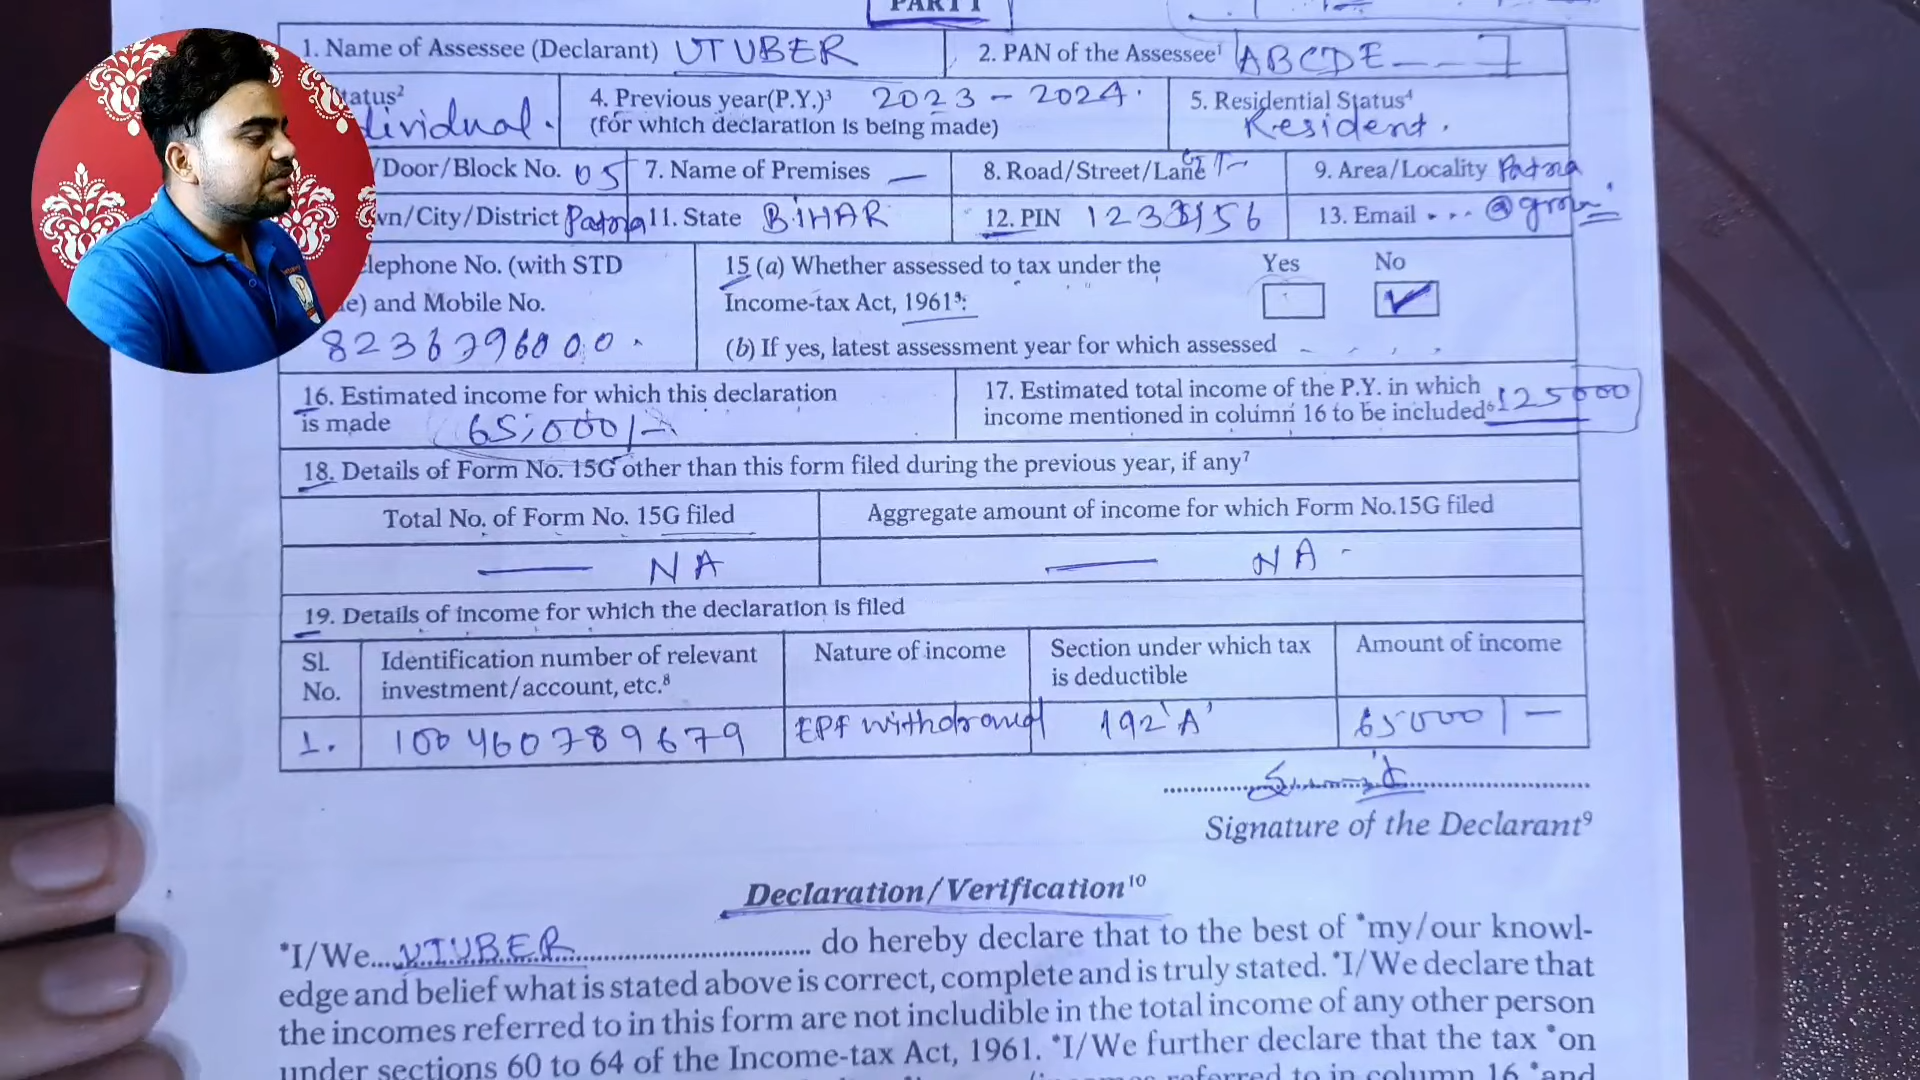 PART I
1. Name of Assessee (Declarant) UTUBER
2. PAN of the Assessee¹ ABCDE---J
tatus²
dividual.
4. Previous year(P.Y.)³ 2023-2024.
(for which declaration is being made)
5. Residential Status⁴
Resident.
/Door/Block No. 05
7. Name of Premises —
8. Road/Street/Lane
9. Area/Locality Patna
wn/City/District Patna
11. State BIHAR
12. PIN
13. Email
lephone No. (with STD
e) and Mobile No.
8236796000.
15 (a) Whether assessed to tax under the
Income-tax Act, 1961⁵:
Yes No
(b) If yes, latest assessment year for which assessed
16. Estimated income for which this declaration
is made 65,000/-
17. Estimated total income of the P.Y. in which
income mentioned in column 16 to be included⁶ 125000
18. Details of Form No. 15G other than this form filed during the previous year, if any⁷
Total No. of Form No. 15G filed
Aggregate amount of income for which Form No.15G filed
— NA
— NA -
19. Details of income for which the declaration is filed
Sl.
No.
Identification number of relevant
investment/account, etc.⁸
Nature of income
Section under which tax
is deductible
Amount of income
1. 100460789679 EPF withdrawal 192'A' 65000/-
Signature of the Declarant⁹
Declaration/Verification¹⁰
*I/We...UTUBER.................................. do hereby declare that to the best of *my/our knowl-
edge and belief what is stated above is correct, complete and is truly stated. *I/We declare that
the incomes referred to in this form are not includible in the total income of any other person
under sections 60 to 64 of the Income-tax Act, 1961. *I/We further declare that the tax *on
referred to in column 16 *and